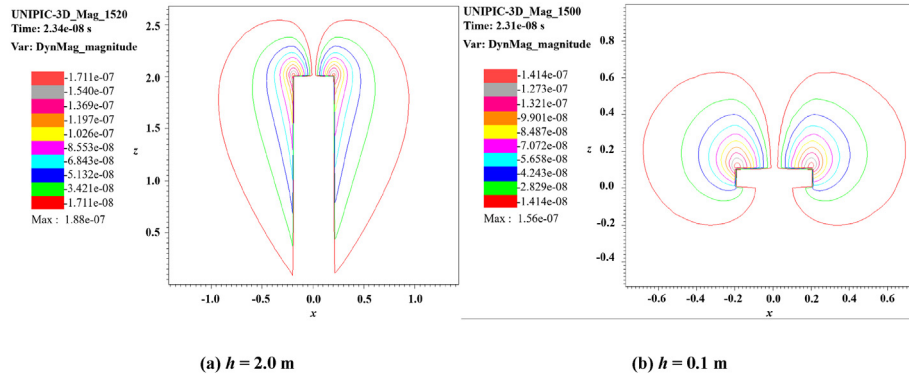 UNIPIC-3D_Mag_1520
Time: 2.34e-08 s
Var: DynMag_magnitude
-1.711e-07
-1.540e-07
-1.369e-07
-1.197e-07
-1.026e-07
-8.553e-08
-6.843e-08
-5.132e-08
-3.421e-08
-1.711e-08
Max : 1.88e-07
2.5
2.0
z
1.5
1.0
0.5
-1.0
-0.5
0.0
0.5
1.0
x
(a) h = 2.0 m
UNIPIC-3D_Mag_1500
Time: 2.31e-08 s
Var: DynMag_magnitude
-1.414e-07
-1.273e-07
-1.321e-07
-9.901e-08
-8.487e-08
-7.072e-08
-5.658e-08
-4.243e-08
-2.829e-08
-1.414e-08
Max : 1.56e-07
0.8
0.6
0.4
z
0.2
0.0
-0.2
-0.4
-0.6
-0.4
-0.2
0.0
0.2
0.4
0.6
x
(b) h = 0.1 m